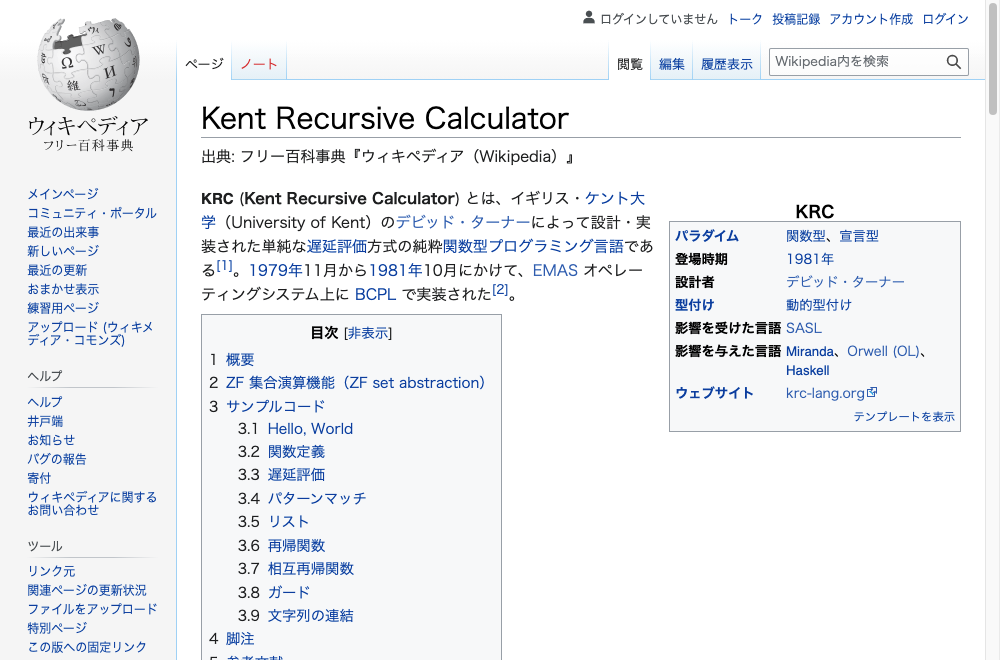 ログインしていません トーク 投稿記録 アカウント作成 ログイン
ページ ノート 閲覧 編集 履歴表示 Wikipedia内を検索
ウィキペディア
フリー百科事典
メインページ
コミュニティ・ポータル
最近の出来事
新しいページ
最近の更新
おまかせ表示
練習用ページ
アップロード (ウィキメ
ディア・コモンズ)
ヘルプ
ヘルプ
井戸端
お知らせ
バグの報告
寄付
ウィキペディアに関する
お問い合わせ
ツール
リンク元
関連ページの更新状況
ファイルをアップロード
特別ページ
この版への固定リンク
Kent Recursive Calculator
出典: フリー百科事典『ウィキペディア（Wikipedia）』
KRC (Kent Recursive Calculator) とは、イギリス・ケント大
学（University of Kent）のデビッド・ターナーによって設計・実
装された単純な遅延評価方式の純粋関数型プログラミング言語であ
る[1]。1979年11月から1981年10月にかけて、EMAS オペレー
ティングシステム上に BCPL で実装された[2]。
KRC
パラダイム 関数型、宣言型
登場時期 1981年
設計者 デビッド・ターナー
型付け 動的型付け
影響を受けた言語 SASL
影響を与えた言語 Miranda、Orwell (OL)、
Haskell
ウェブサイト krc-lang.org
テンプレートを表示
目次 [非表示]
1 概要
2 ZF 集合演算機能（ZF set abstraction）
3 サンプルコード
3.1 Hello, World
3.2 関数定義
3.3 遅延評価
3.4 パターンマッチ
3.5 リスト
3.6 再帰関数
3.7 相互再帰関数
3.8 ガード
3.9 文字列の連結
4 脚注
5 参考文献